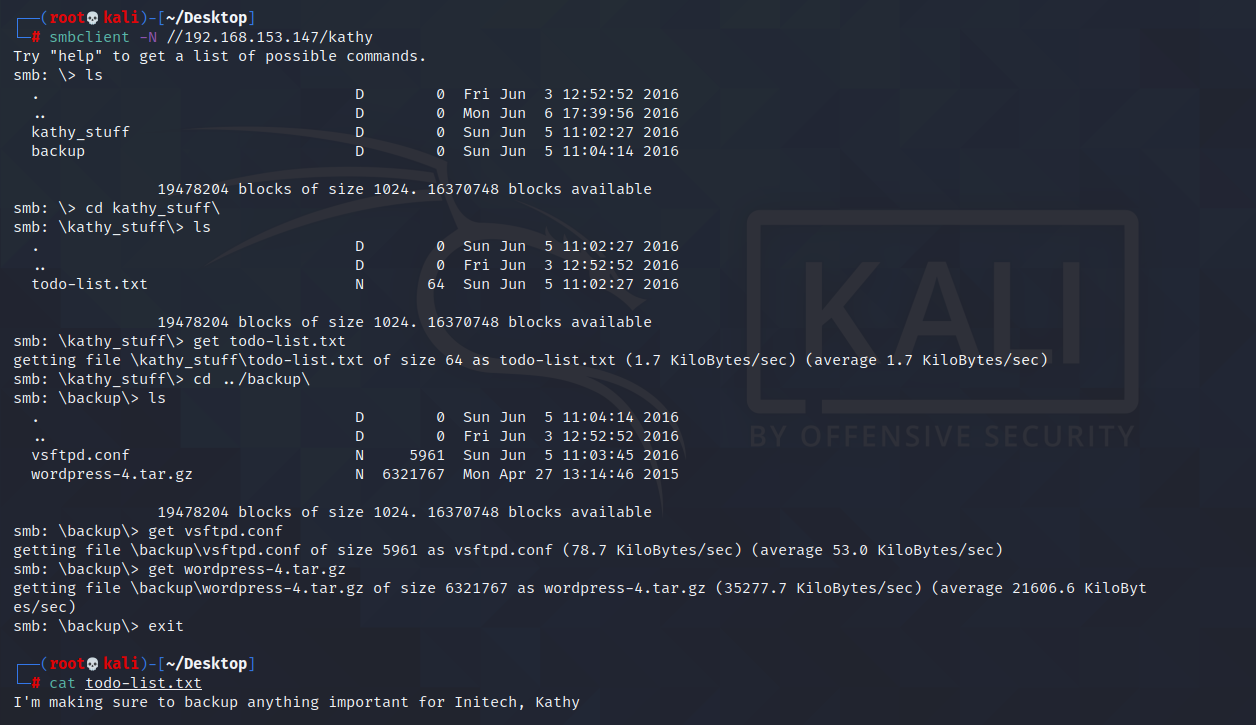 ┌──(root💀kali)-[~/Desktop]
└─# smbclient -N //192.168.153.147/kathy
Try "help" to get a list of possible commands.
smb: \> ls
  .                                   D        0  Fri Jun  3 12:52:52 2016
  ..                                  D        0  Mon Jun  6 17:39:56 2016
  kathy_stuff                         D        0  Sun Jun  5 11:02:27 2016
  backup                              D        0  Sun Jun  5 11:04:14 2016
                19478204 blocks of size 1024. 16370748 blocks available
smb: \> cd kathy_stuff\
smb: \kathy_stuff\> ls
  .                                   D        0  Sun Jun  5 11:02:27 2016
  ..                                  D        0  Fri Jun  3 12:52:52 2016
  todo-list.txt                       N       64  Sun Jun  5 11:02:27 2016
                19478204 blocks of size 1024. 16370748 blocks available
smb: \kathy_stuff\> get todo-list.txt
getting file \kathy_stuff\todo-list.txt of size 64 as todo-list.txt (1.7 KiloBytes/sec) (average 1.7 KiloBytes/sec)
smb: \kathy_stuff\> cd ../backup\
smb: \backup\> ls
  .                                   D        0  Sun Jun  5 11:04:14 2016
  ..                                  D        0  Fri Jun  3 12:52:52 2016
  vsftpd.conf                         N     5961  Sun Jun  5 11:03:45 2016
  wordpress-4.tar.gz                  N  6321767  Mon Apr 27 13:14:46 2015
                19478204 blocks of size 1024. 16370748 blocks available
smb: \backup\> get vsftpd.conf
getting file \backup\vsftpd.conf of size 5961 as vsftpd.conf (78.7 KiloBytes/sec) (average 53.0 KiloBytes/sec)
smb: \backup\> get wordpress-4.tar.gz
getting file \backup\wordpress-4.tar.gz of size 6321767 as wordpress-4.tar.gz (35277.7 KiloBytes/sec) (average 21606.6 KiloByt
es/sec)
smb: \backup\> exit
┌──(root💀kali)-[~/Desktop]
└─# cat todo-list.txt
I'm making sure to backup anything important for Initech, Kathy
KALI
BY OFFENSIVE SECURITY